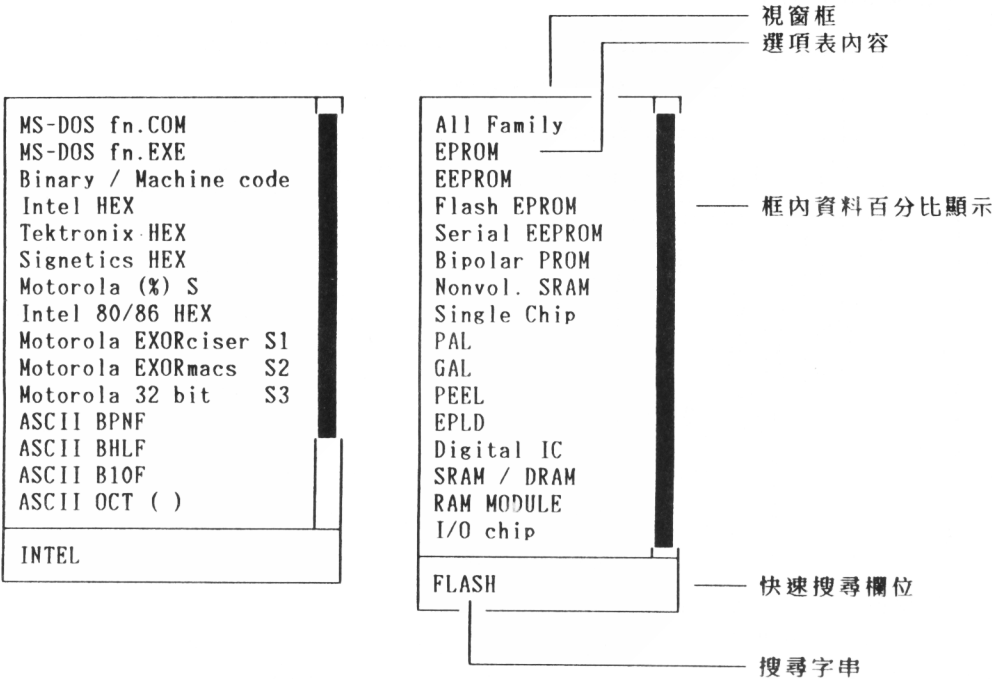 視窗框
選項表內容
MS-DOS fn.COM
MS-DOS fn.EXE
Binary / Machine code
Intel HEX
Tektronix HEX
Signetics HEX
Motorola (%) S
Intel 80/86 HEX
Motorola EXORciser S1
Motorola EXORmacs  S2
Motorola 32 bit    S3
ASCII BPNF
ASCII BHLF
ASCII B10F
ASCII OCT ( )
INTEL
All Family
EPROM
EEPROM
Flash EPROM
Serial EEPROM
Bipolar PROM
Nonvol. SRAM
Single Chip
PAL
GAL
PEEL
EPLD
Digital IC
SRAM / DRAM
RAM MODULE
I/O chip
FLASH
框內資料百分比顯示
快速搜尋欄位
搜尋字串